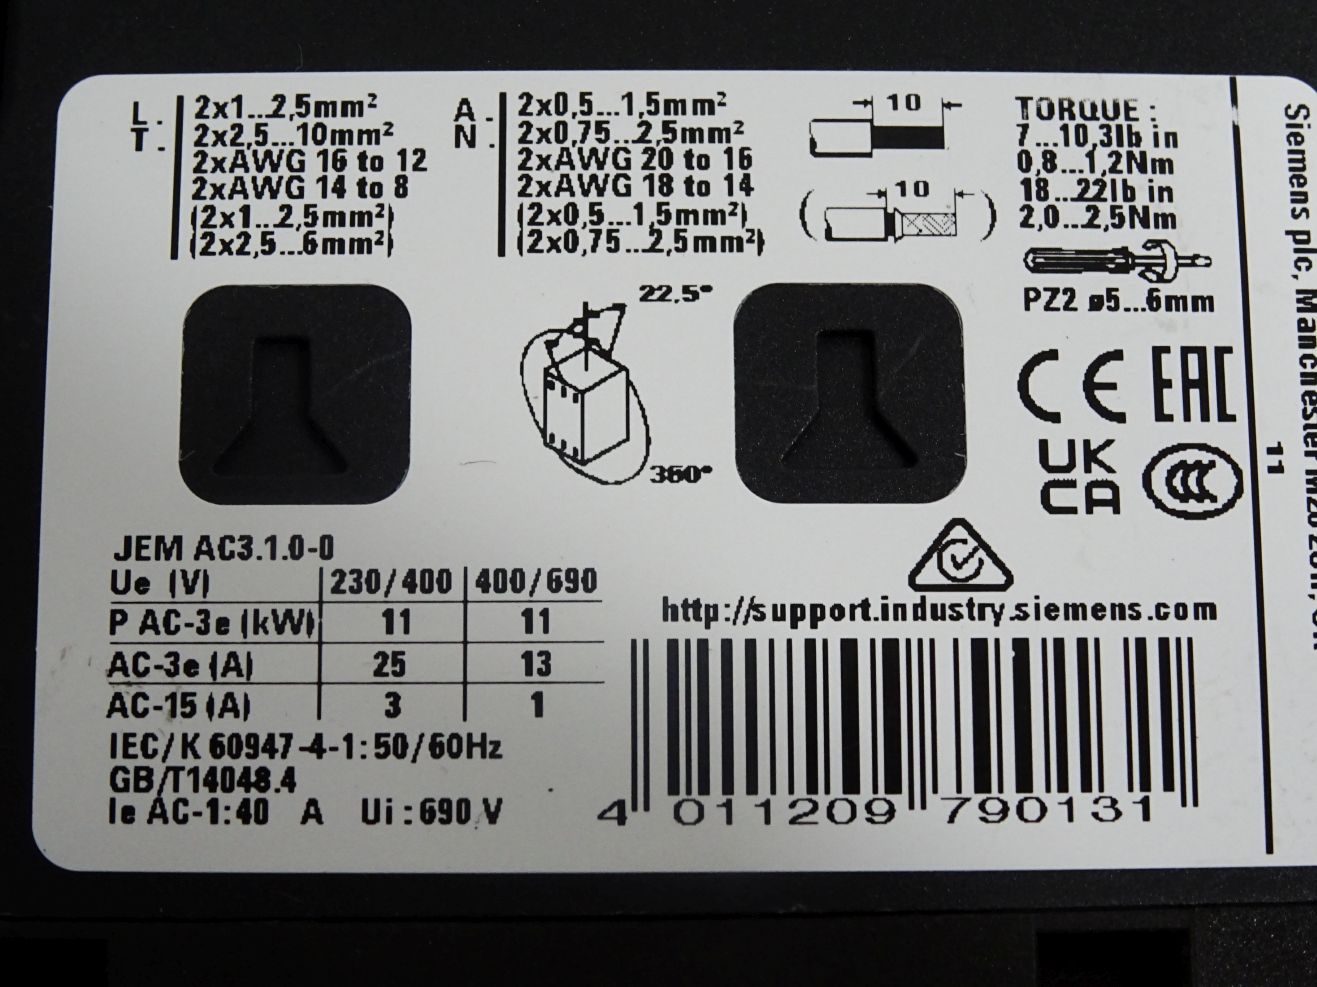 L. 2x1...2,5mm²
T. 2x2,5...10mm²
2xAWG 16 to 12
2xAWG 14 to 8
(2x1...2,5mm²)
(2x2,5...6mm²)
A. 2x0,5...1,5mm²
N. 2x0,75...2,5mm²
2xAWG 20 to 16
2xAWG 18 to 14
(2x0,5...1,5mm²)
(2x0,75...2,5mm²)
10
10
TORQUE :
7...10,3lb in
0,8...1,2Nm
18...22lb in
2,0...2,5Nm
PZ2 ø5...6mm
22,5°
360°
CE EAC
UK
CA
CCC
JEM AC3.1.0-0
Ue (V) 230/400 400/690
P AC-3e (kW) 11 11
AC-3e (A) 25 13
AC-15 (A) 3 1
IEC/K 60947-4-1:50/60Hz
GB/T14048.4
Ie AC-1:40 A Ui:690 V
http://support.industry.siemens.com
4 011209 790131
Siemens plc, Manchester
11